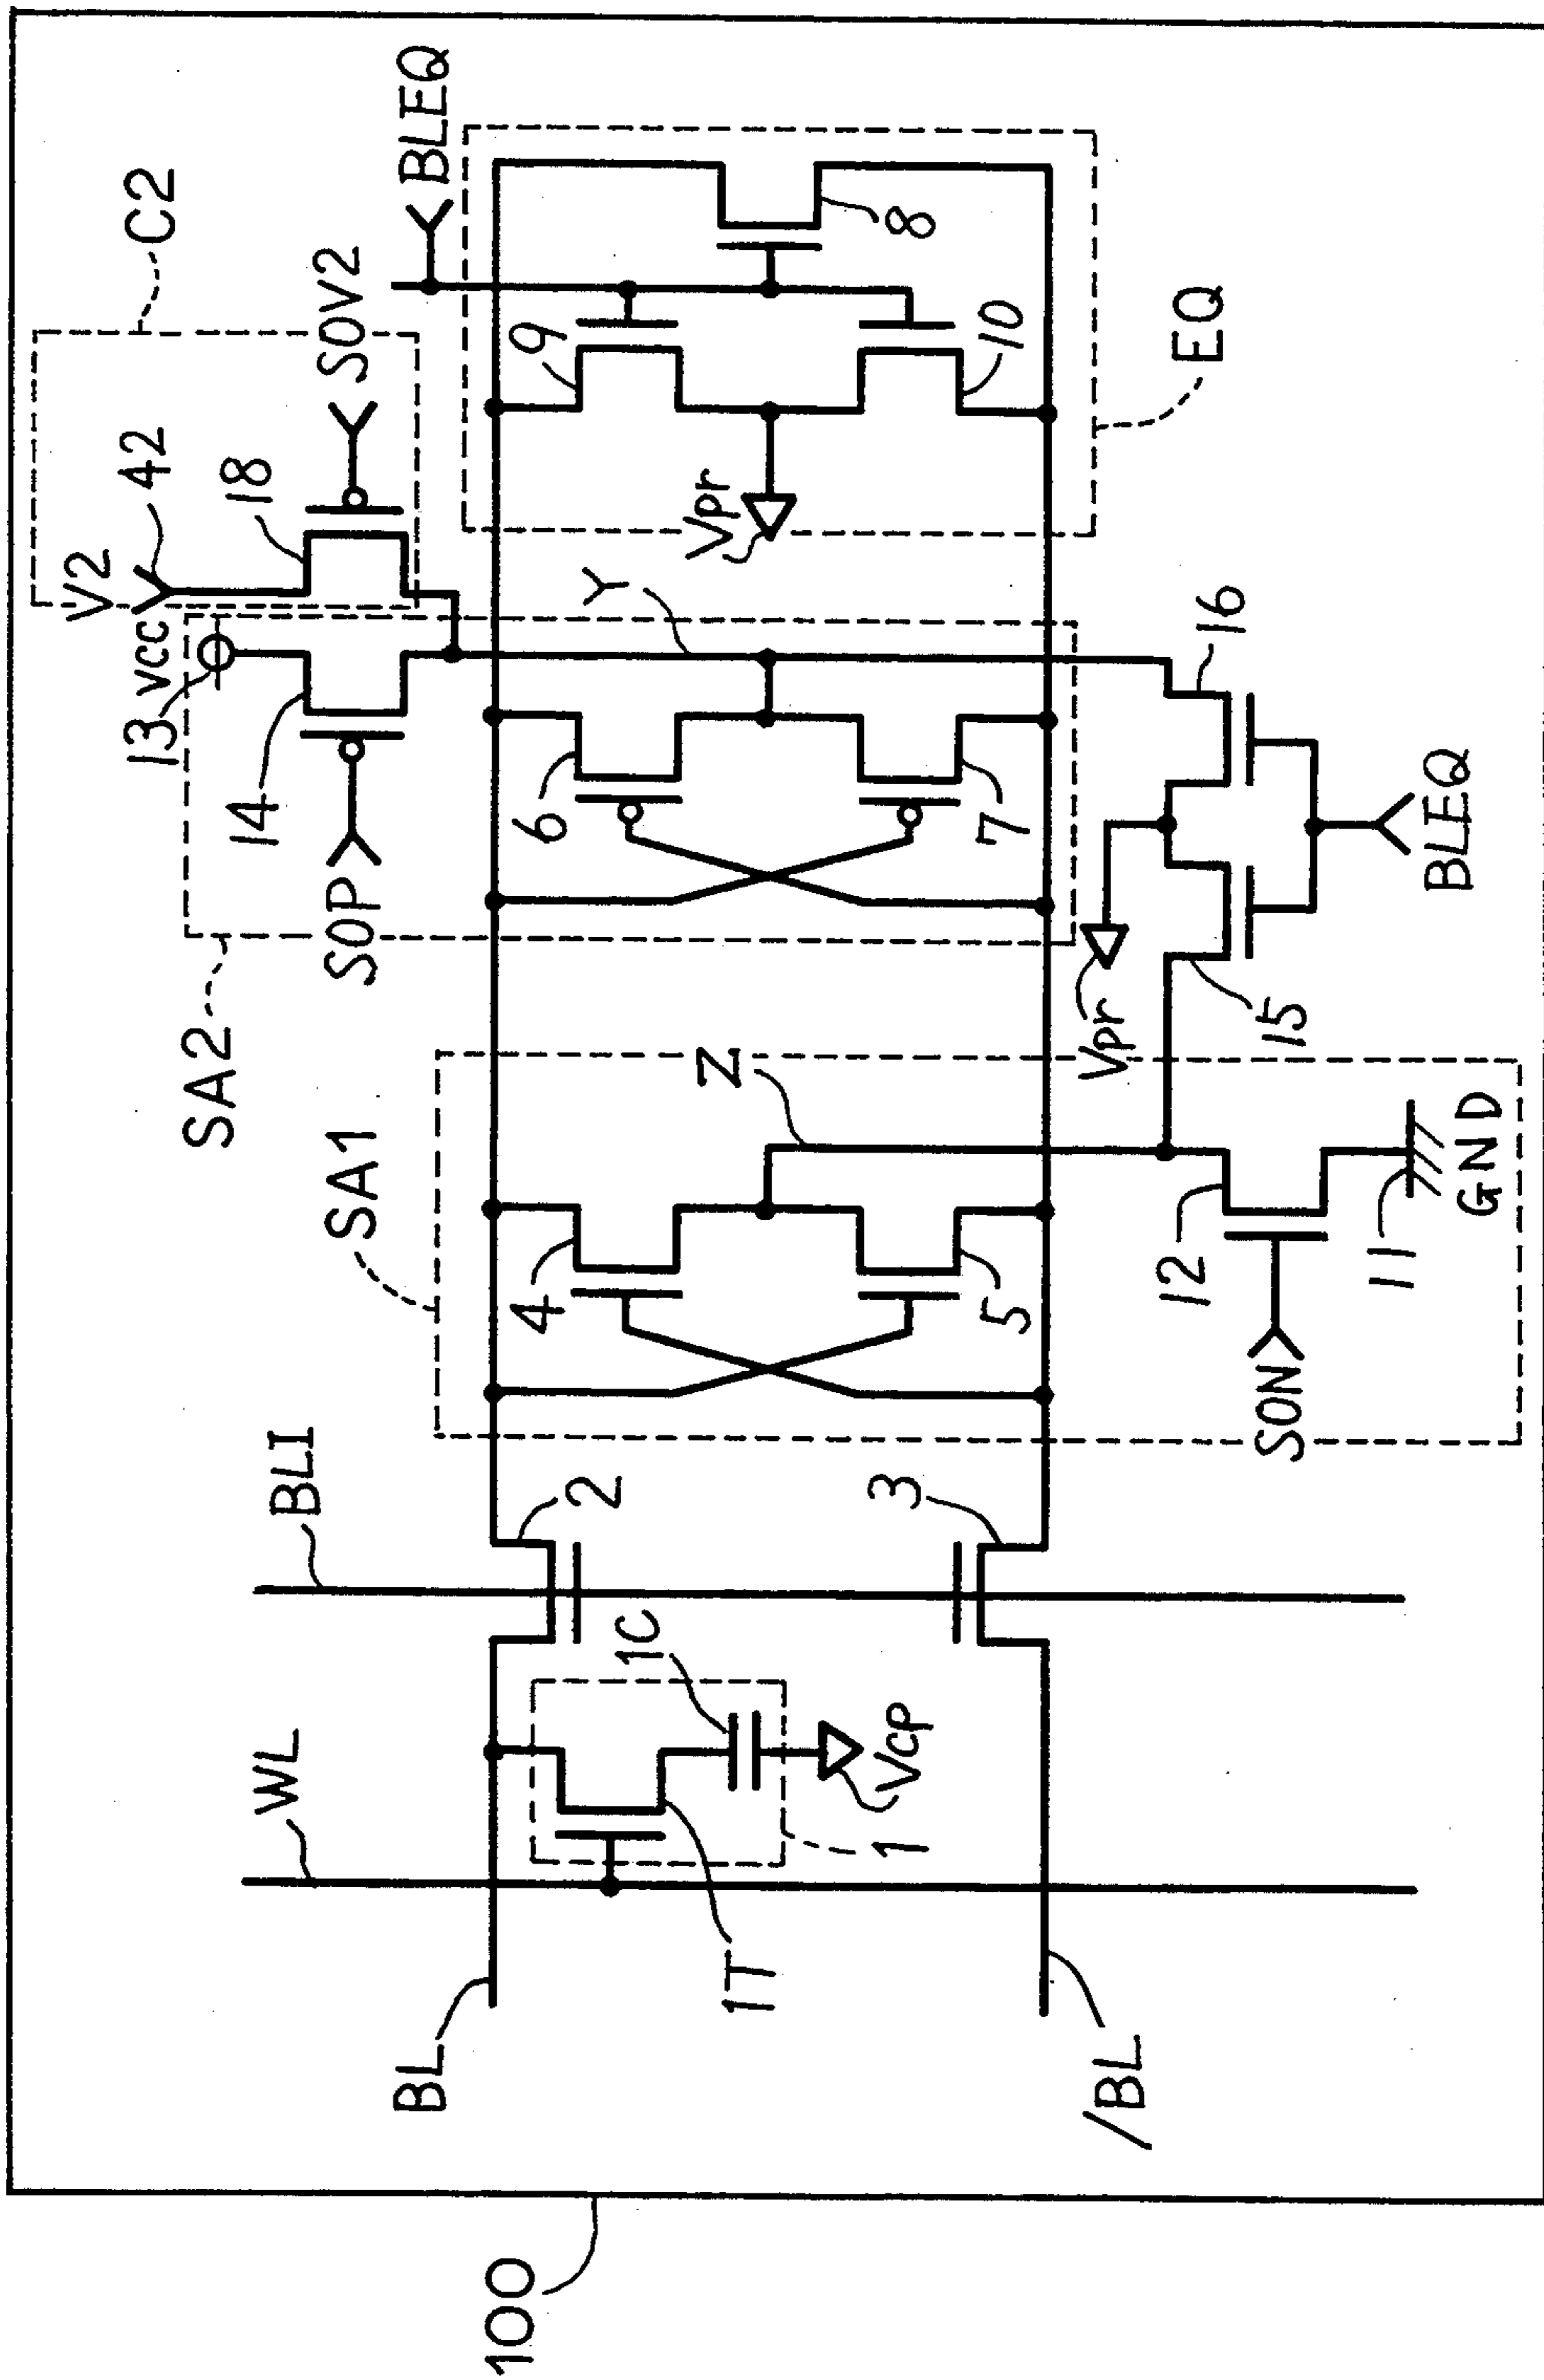 100
C2
V2
42
18
SOV2
BLEQ
13
Vcc
14
SOP
SA2
SA1
BLI
WL
BL
/BL
1T
1C
1
Vcp
2
3
4
5
Z
6
7
Y
9
10
8
Vpr
EQ
SON
12
11
GND
Vpr
15
16
BLEQ